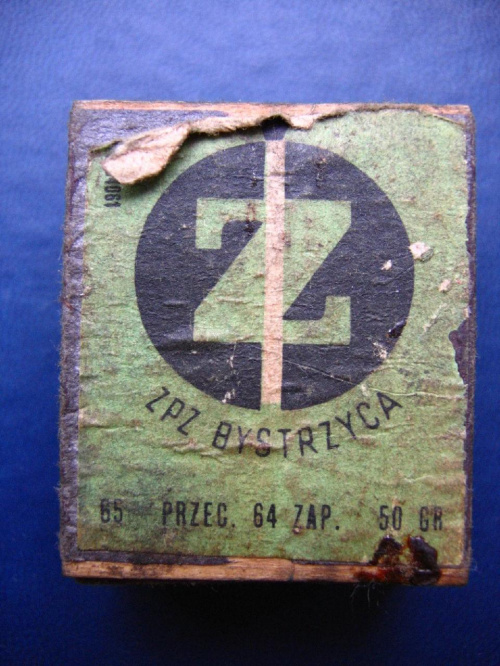 Z
ZPZ BYSTRZYCA
65 PRZEC. 64 ZAP. 50 GR